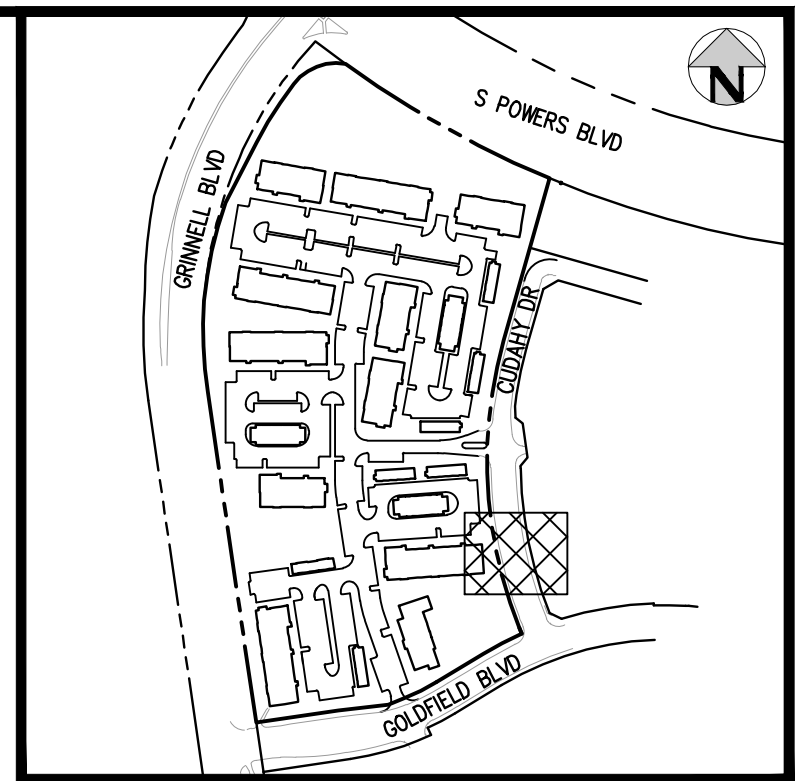 N
S POWERS BLVD
GRINNELL BLVD
CUDAHY DR
GOLDFIELD BLVD